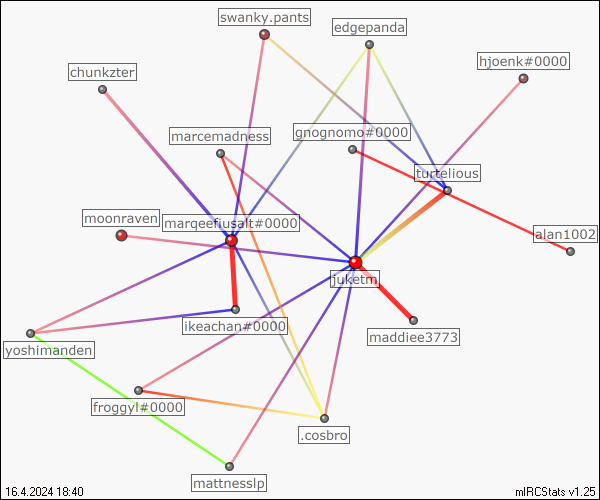 swanky.pants
edgepanda
hjoenk#0000
chunkzter
marcemadness
gnognomo#0000
turtelious
moonraven
marqeefiusalt#0000
alan1002
juketm
ikeachan#0000
maddiee3773
yoshimanden
froggyl#0000
.cosbro
mattnesslp
16.4.2024 18:40
mIRCStats v1.25